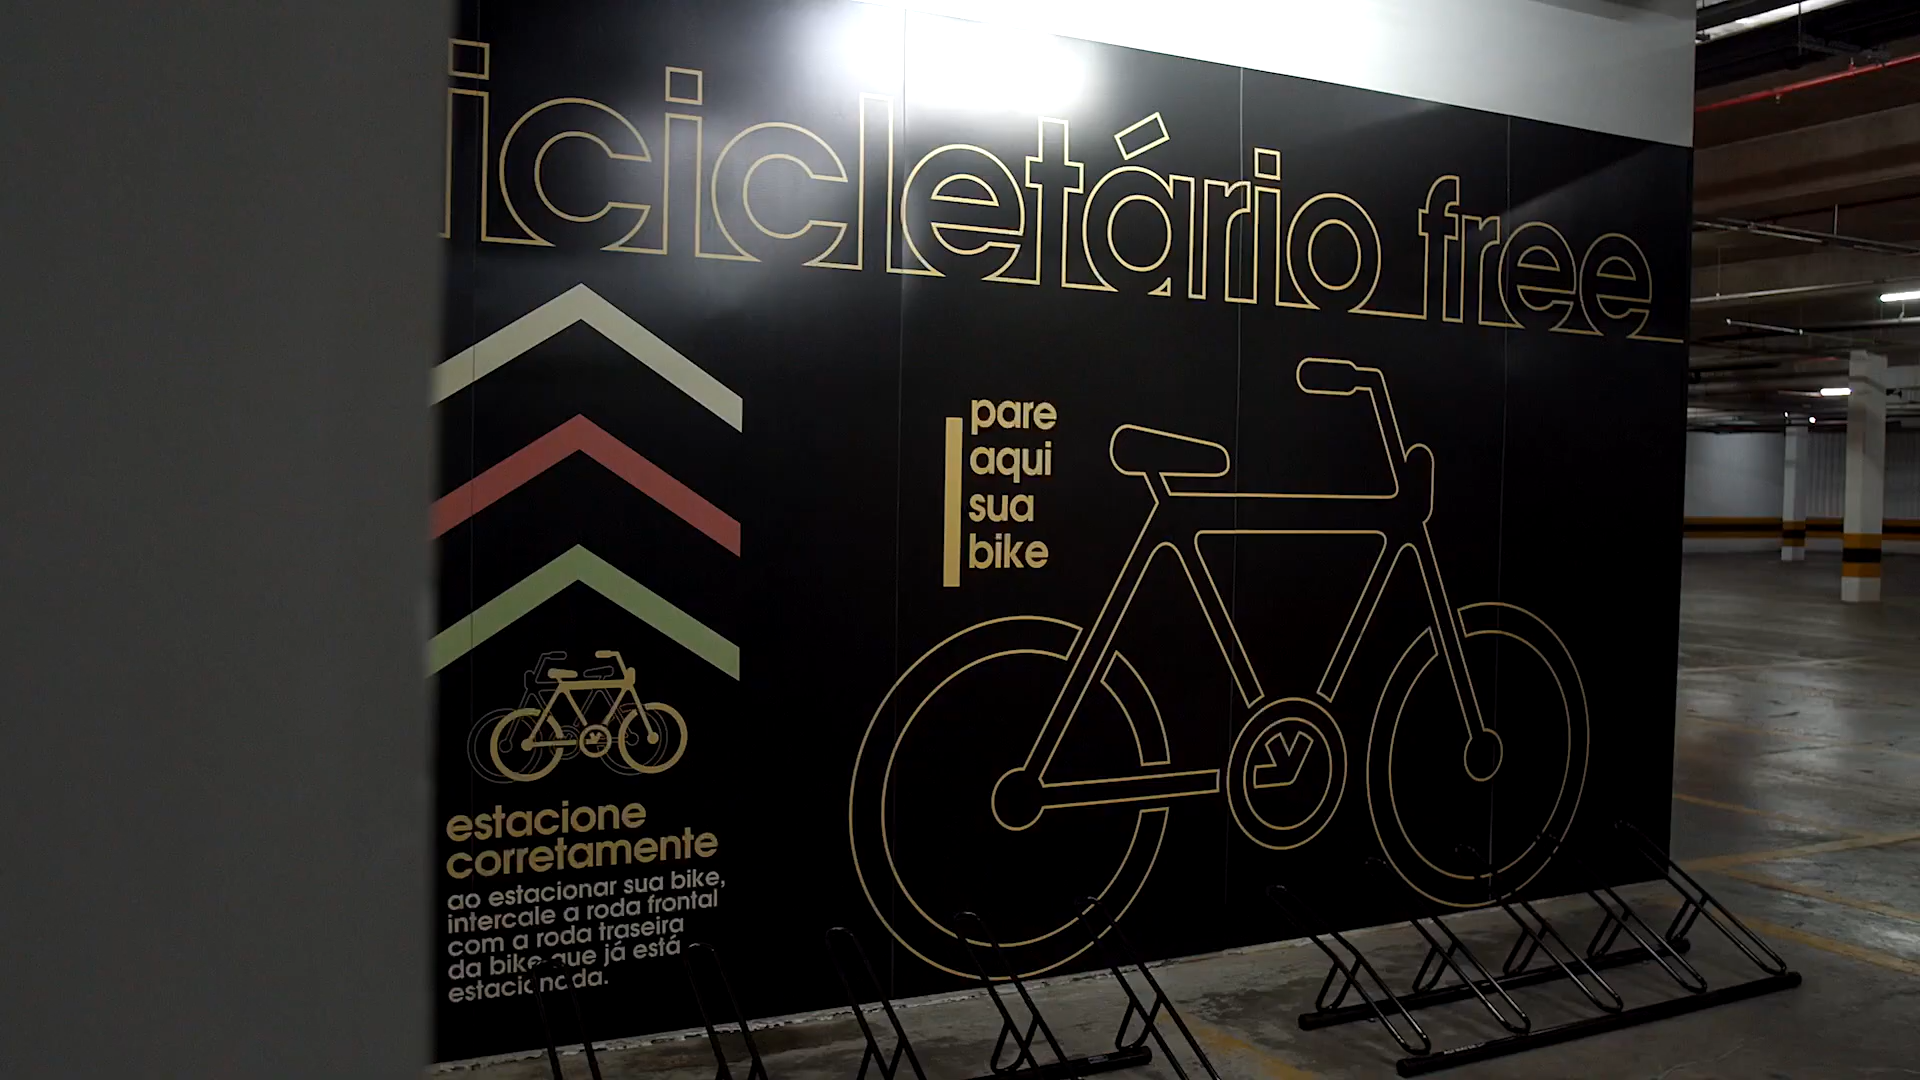 icicletário free
pare
aqui
sua
bike
estacione
corretamente
ao estacionar sua bike,
intercale a roda frontal
com a roda traseira
da bike que já está
estacionada.